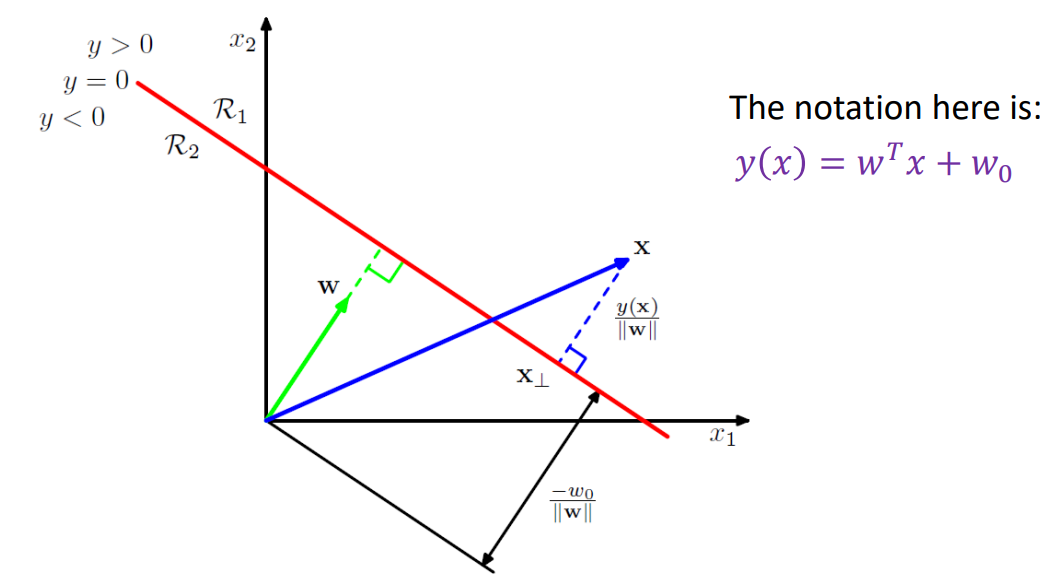 y > 0
y = 0
y < 0
x₂
R₁
R₂
The notation here is:
y(x) = wᵀx + w₀
w
x
y(x)
‖w‖
x⊥
x₁
−w₀
‖w‖